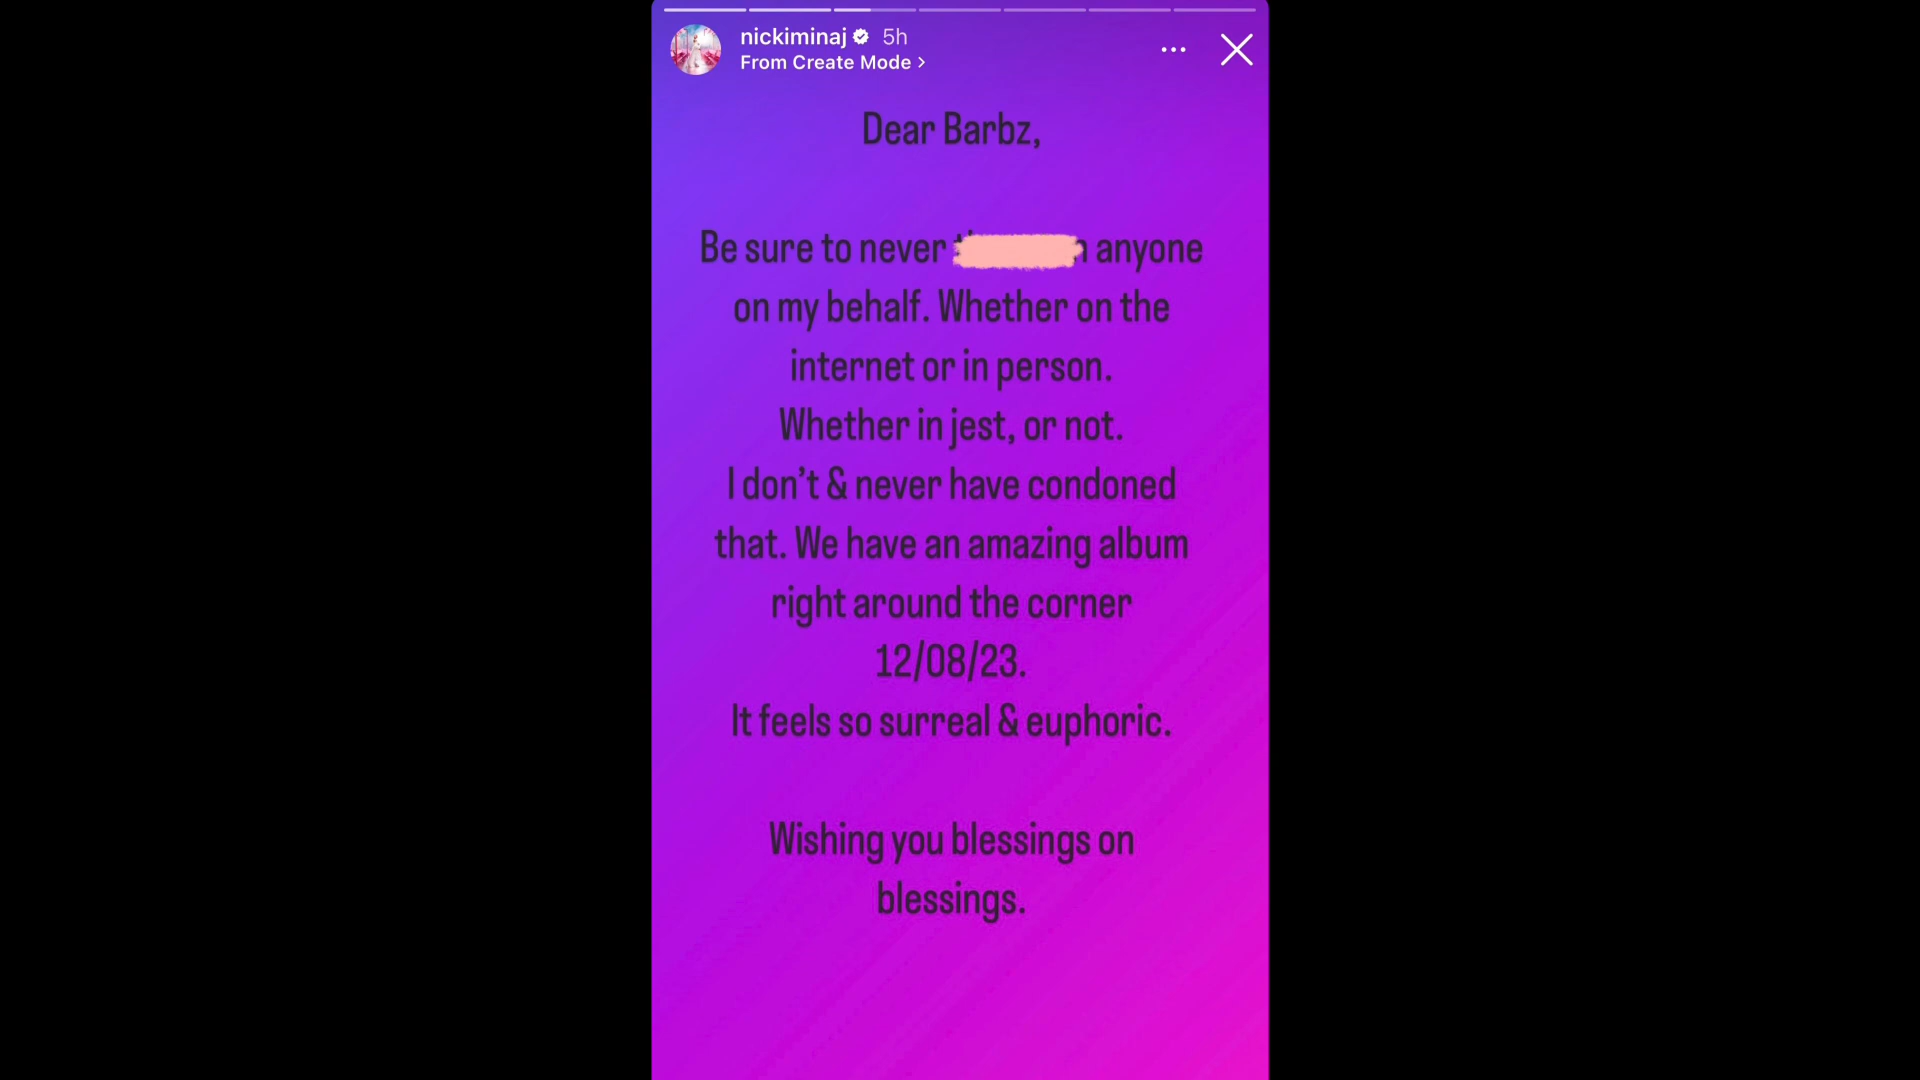 nickiminaj 5h
From Create Mode >
Dear Barbz,
Be sure to never anyone
on my behalf. Whether on the
internet or in person.
Whether in jest, or not.
I don't & never have condoned
that. We have an amazing album
right around the corner
12/08/23.
It feels so surreal & euphoric.
Wishing you blessings on
blessings.